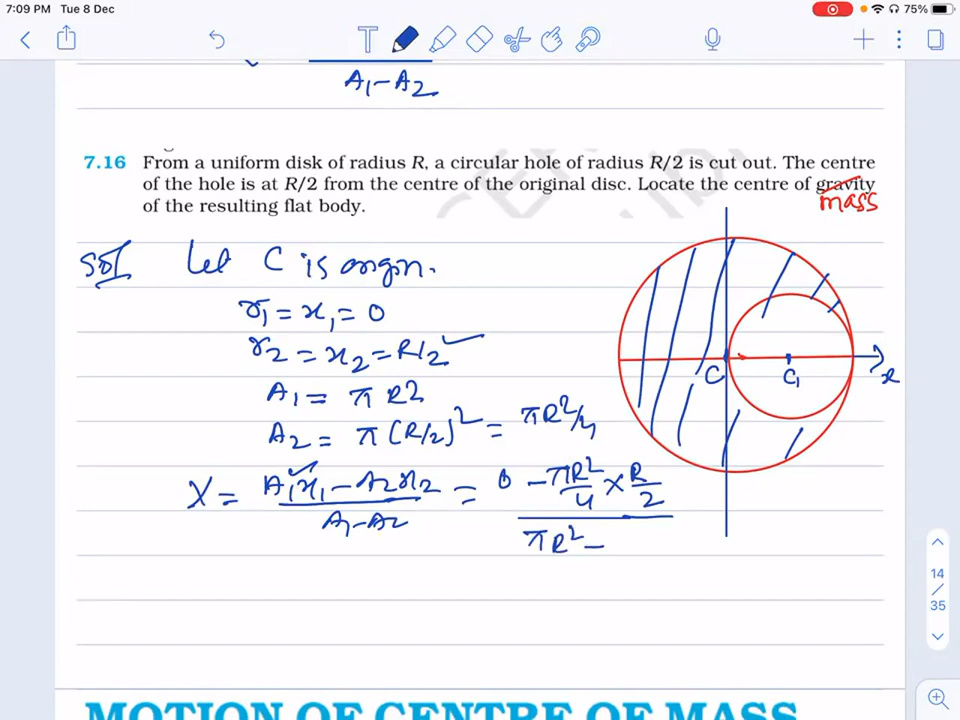 7:09 PM Tue 8 Dec
75%
A₁-A₂
7.16 From a uniform disk of radius R, a circular hole of radius R/2 is cut out. The centre
of the hole is at R/2 from the centre of the original disc. Locate the centre of gravity
mass
of the resulting flat body.
Sol Let C is origin.
r₁ = x₁ = 0
r₂ = x₂ = R/2
A₁ = π R2
A₂ = π (R/2)² = πR²/4
X = A₁x₁ - A₂x₂ / A₁-A₂ = 0 - πR²/4 × R/2 / πR² -
C C₁ x
14
/
35
MOTION OF CENTRE OF MASS